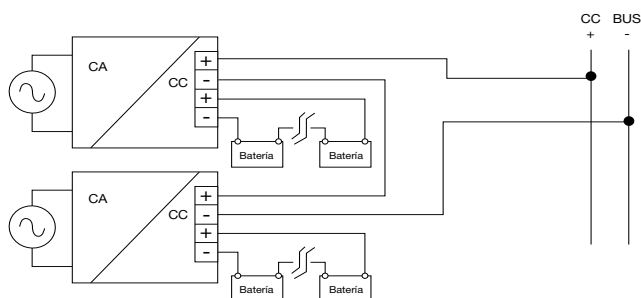 CC BUS
+ -
CA
CC
+
-
+
-
Batería Batería
CA
CC
+
-
+
-
Batería Batería